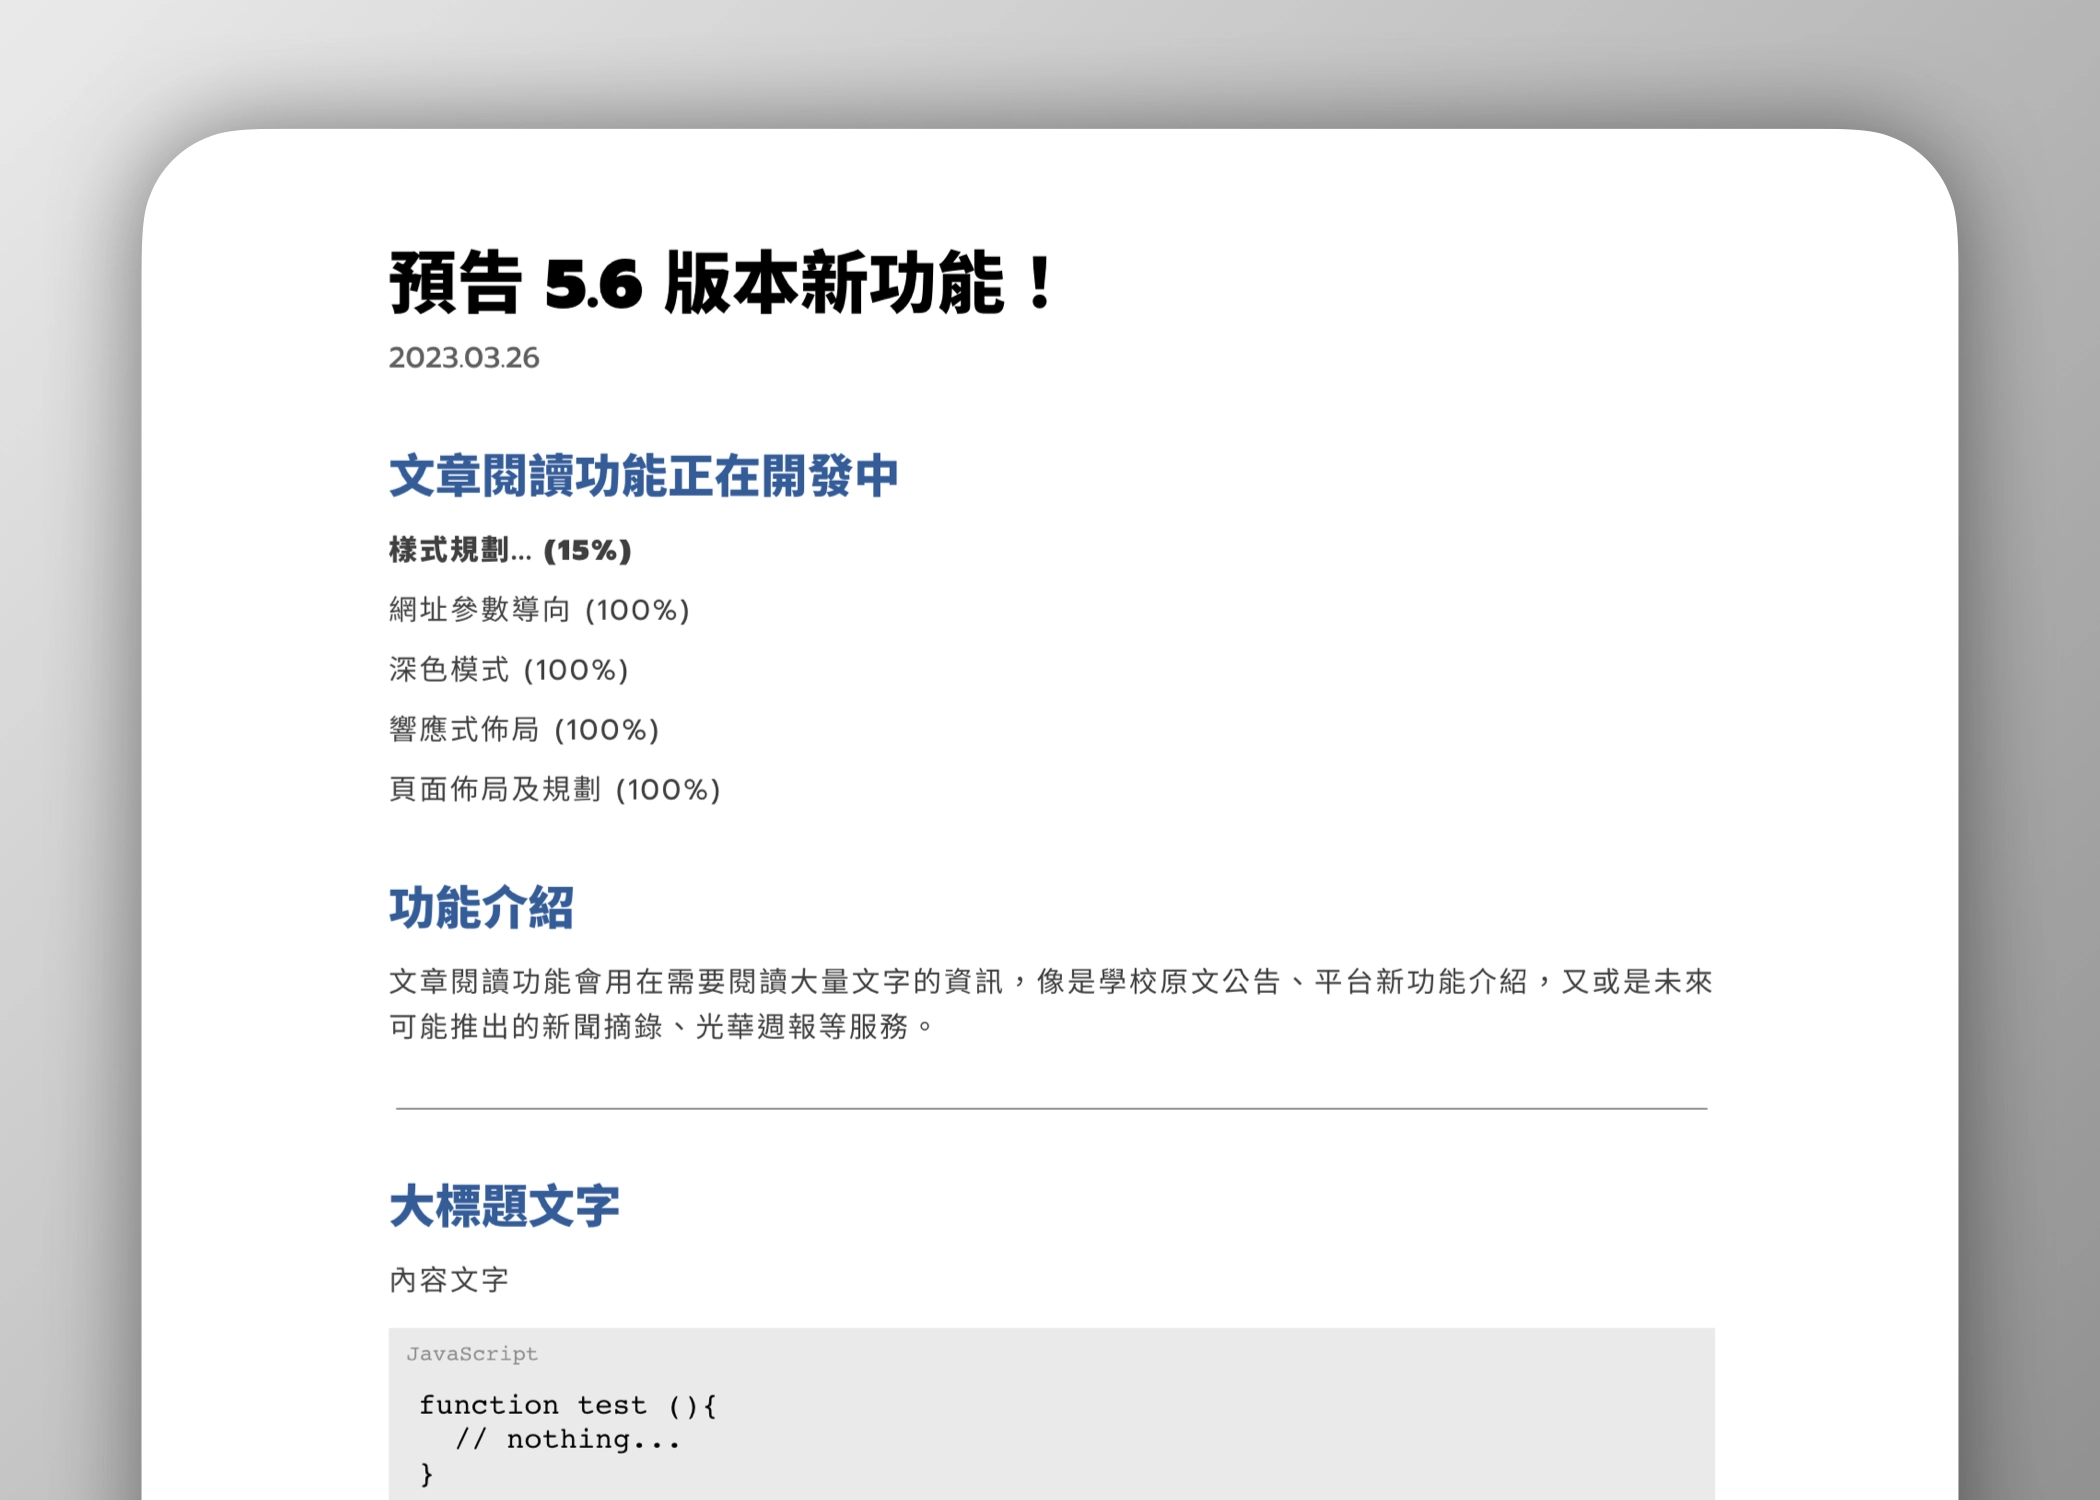 預告 5.6 版本新功能！
2023.03.26
文章閱讀功能正在開發中
樣式規劃... (15%)
網址參數導向 (100%)
深色模式 (100%)
響應式佈局 (100%)
頁面佈局及規劃 (100%)
功能介紹
文章閱讀功能會用在需要閱讀大量文字的資訊，像是學校原文公告、平台新功能介紹，又或是未來
可能推出的新聞摘錄、光華週報等服務。
大標題文字
內容文字
JavaScript
function test (){
  // nothing...
}